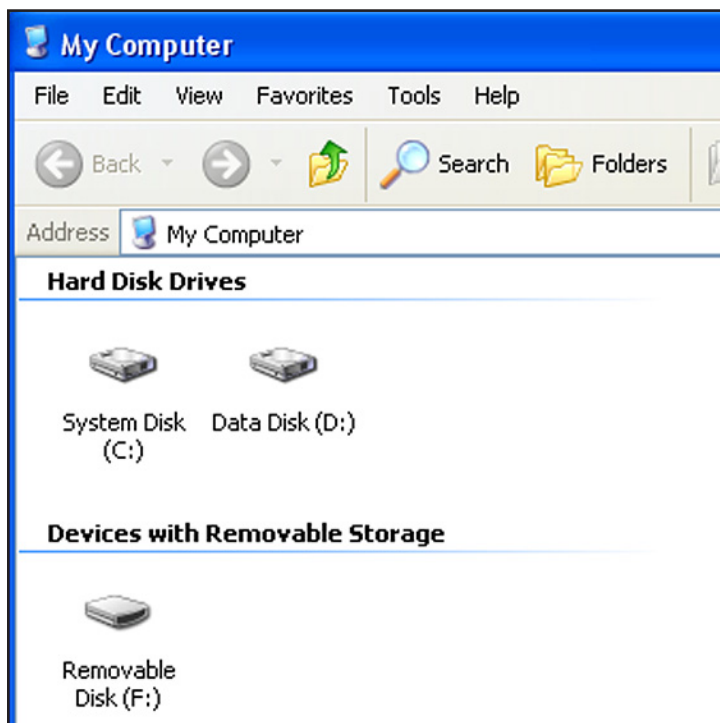 My Computer
File Edit View Favorites Tools Help
Back Search Folders
Address My Computer
Hard Disk Drives
System Disk (C:)
Data Disk (D:)
Devices with Removable Storage
Removable Disk (F:)